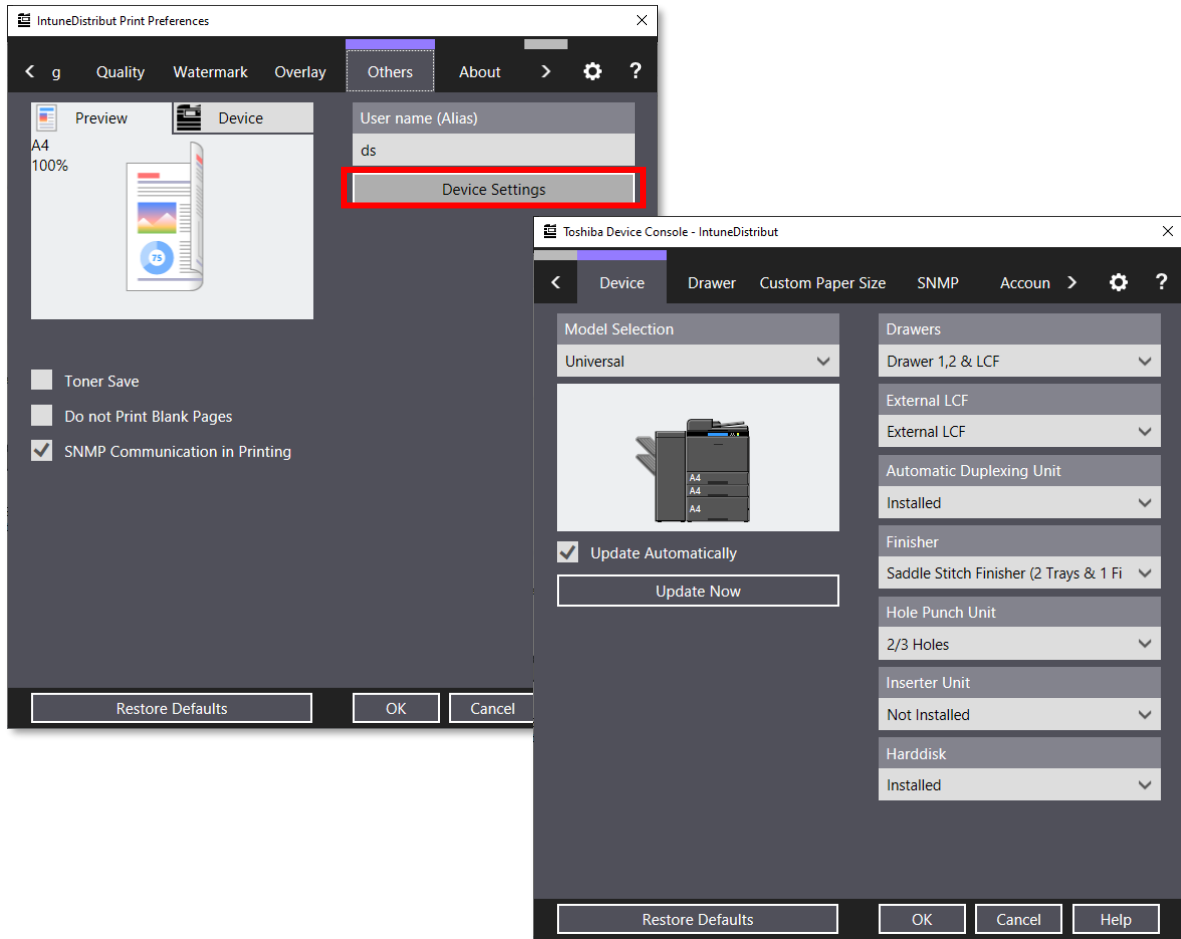 IntuneDistribut Print Preferences
g Quality Watermark Overlay Others About ?
Preview Device
A4
100%
75
User name (Alias)
ds
Device Settings
Toner Save
Do not Print Blank Pages
SNMP Communication in Printing
Restore Defaults OK Cancel
Toshiba Device Console - IntuneDistribut
Device Drawer Custom Paper Size SNMP Accoun ?
Model Selection
Universal
A4
A4
A4
Update Automatically
Update Now
Drawers
Drawer 1,2 & LCF
External LCF
External LCF
Automatic Duplexing Unit
Installed
Finisher
Saddle Stitch Finisher (2 Trays & 1 Fi
Hole Punch Unit
2/3 Holes
Inserter Unit
Not Installed
Harddisk
Installed
Restore Defaults OK Cancel Help